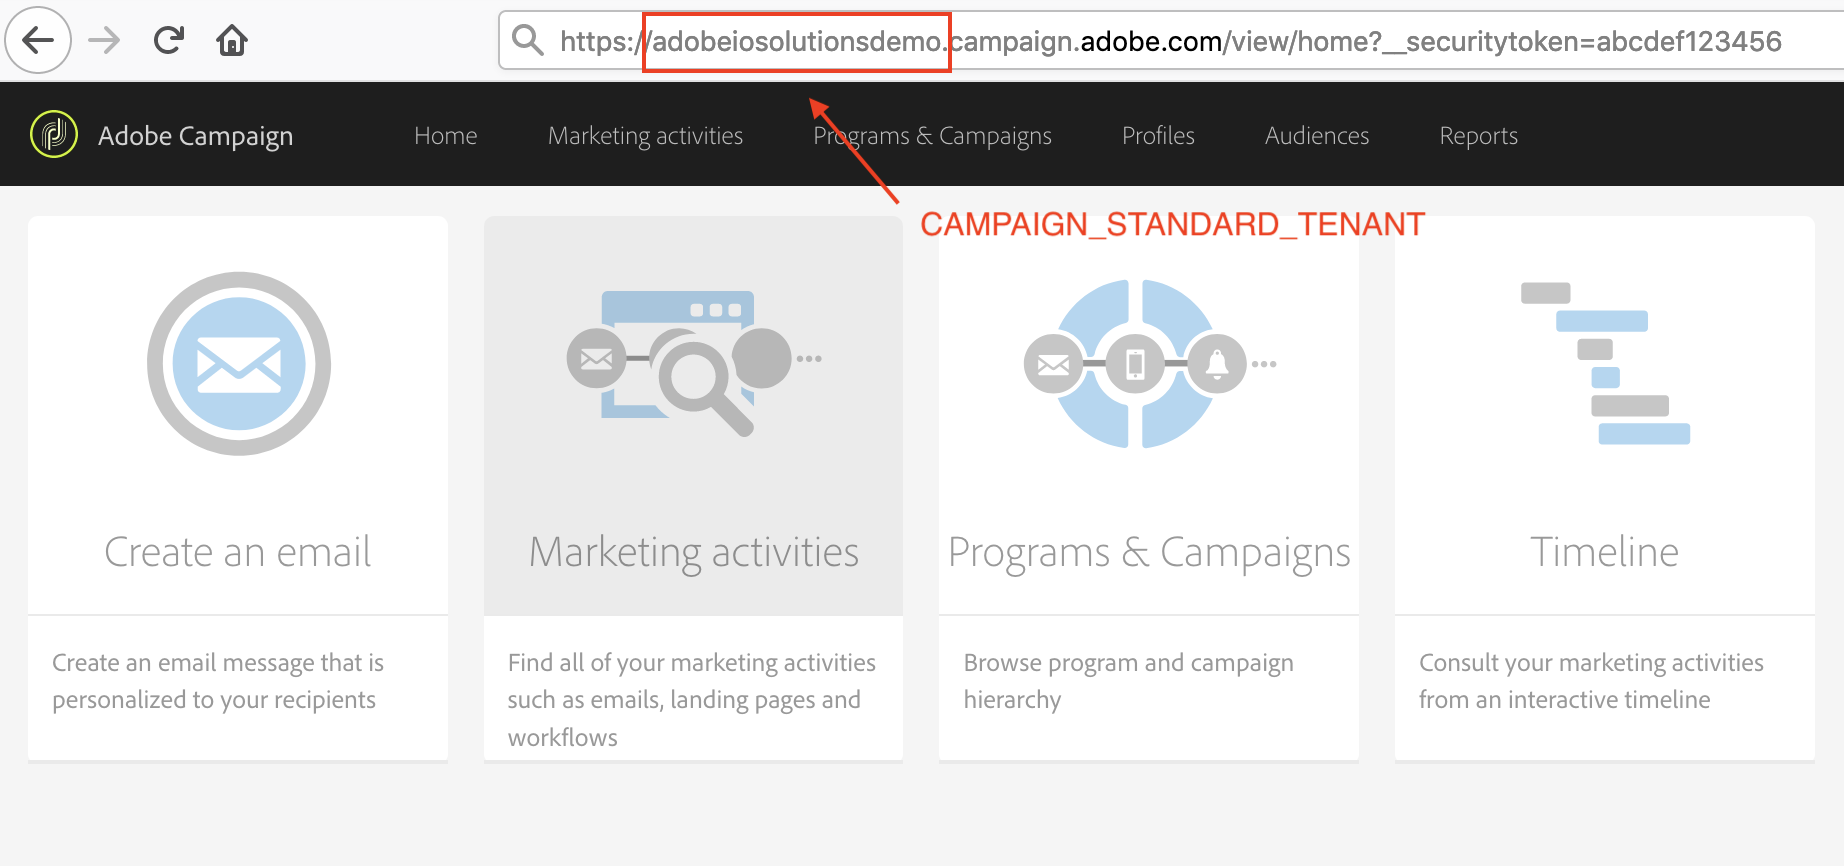 https://adobeiosolutionsdemo.campaign.adobe.com/view/home?__securitytoken=abcdef123456
Adobe Campaign Home Marketing activities Programs & Campaigns Profiles Audiences Reports
CAMPAIGN_STANDARD_TENANT
Create an email
Create an email message that is
personalized to your recipients
Marketing activities
Find all of your marketing activities
such as emails, landing pages and
workflows
Programs & Campaigns
Browse program and campaign
hierarchy
Timeline
Consult your marketing activities
from an interactive timeline